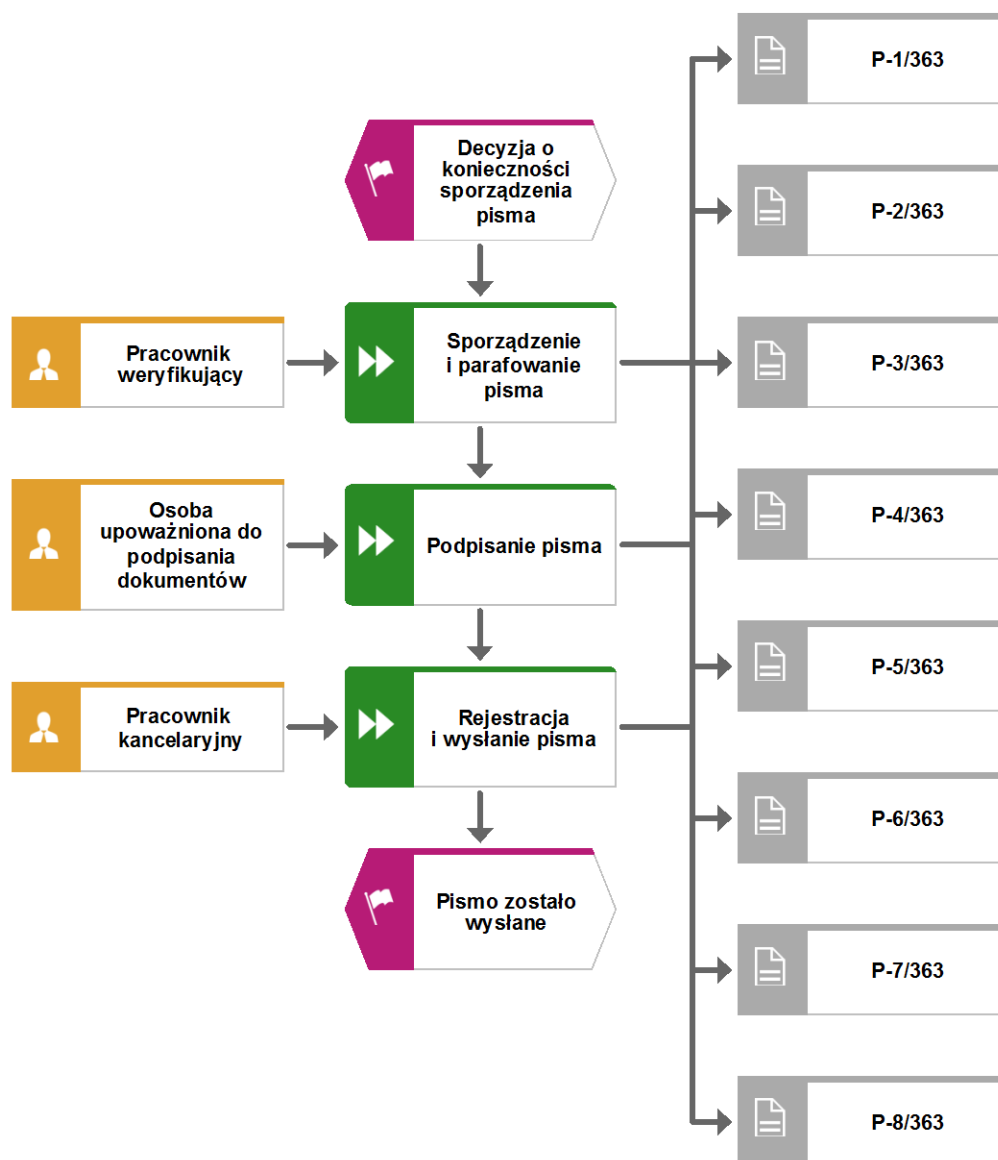 P-1/363
Decyzja o
konieczności
sporządzenia
pisma
P-2/363
Pracownik
weryfikujący
Sporządzenie
i parafowanie
pisma
P-3/363
Osoba
upoważniona do
podpisania
dokumentów
Podpisanie pisma
P-4/363
P-5/363
Pracownik
kancelaryjny
Rejestracja
i wysłanie pisma
P-6/363
Pismo zostało
wysłane
P-7/363
P-8/363